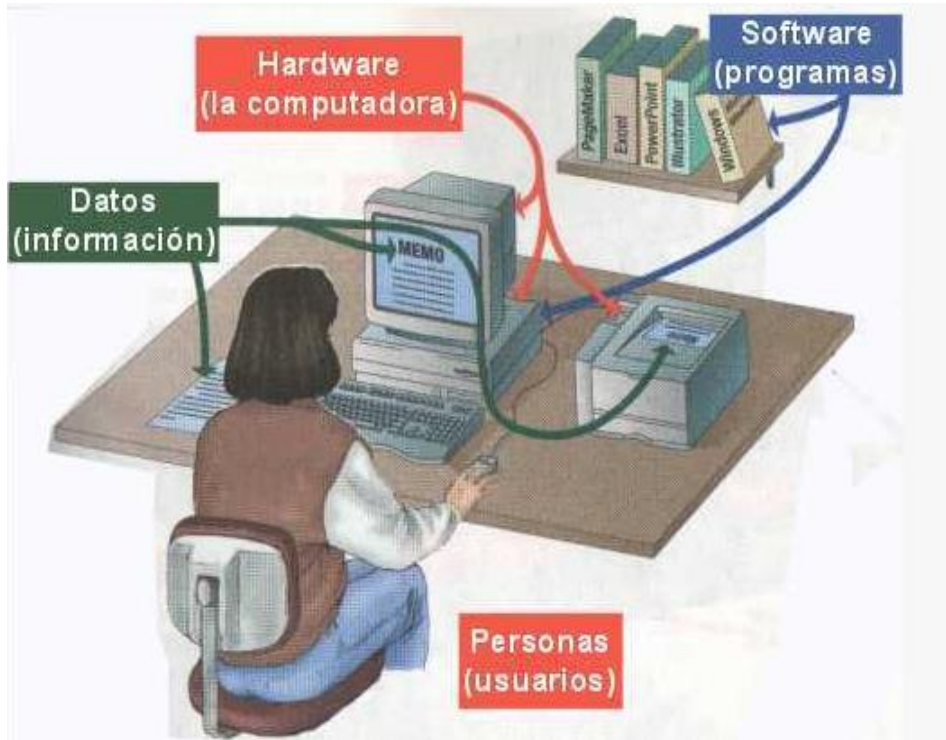 Hardware
(la computadora)
Software
(programas)
PageMaker
Excel
PowerPoint
Illustrator
Windows
Datos
(información)
MEMO
Personas
(usuarios)